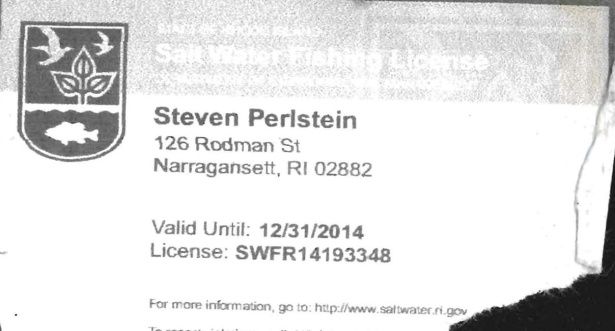 Salt Water Fishing License
Steven Perlstein
126 Rodman St
Narragansett, RI 02882
Valid Until: 12/31/2014
License: SWFR14193348
For more information, go to: http://www.saltwater.ri.gov